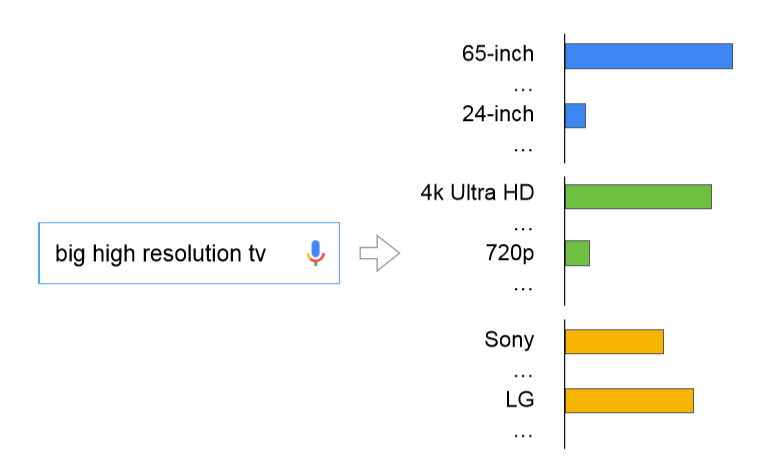 65-inch
...
24-inch
...
4k Ultra HD
...
big high resolution tv
720p
...
Sony
...
LG
...